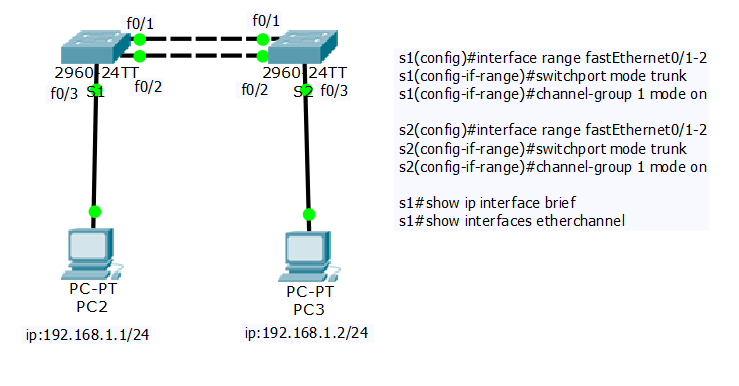 f0/1
f0/1
2960-24TT
S1
f0/2
f0/3
2960-24TT
S2
f0/2
f0/3
PC-PT
PC2
ip:192.168.1.1/24
PC-PT
PC3
ip:192.168.1.2/24
s1(config)#interface range fastEthernet0/1-2
s1(config-if-range)#switchport mode trunk
s1(config-if-range)#channel-group 1 mode on
s2(config)#interface range fastEthernet0/1-2
s2(config-if-range)#switchport mode trunk
s2(config-if-range)#channel-group 1 mode on
s1#show ip interface brief
s1#show interfaces etherchannel